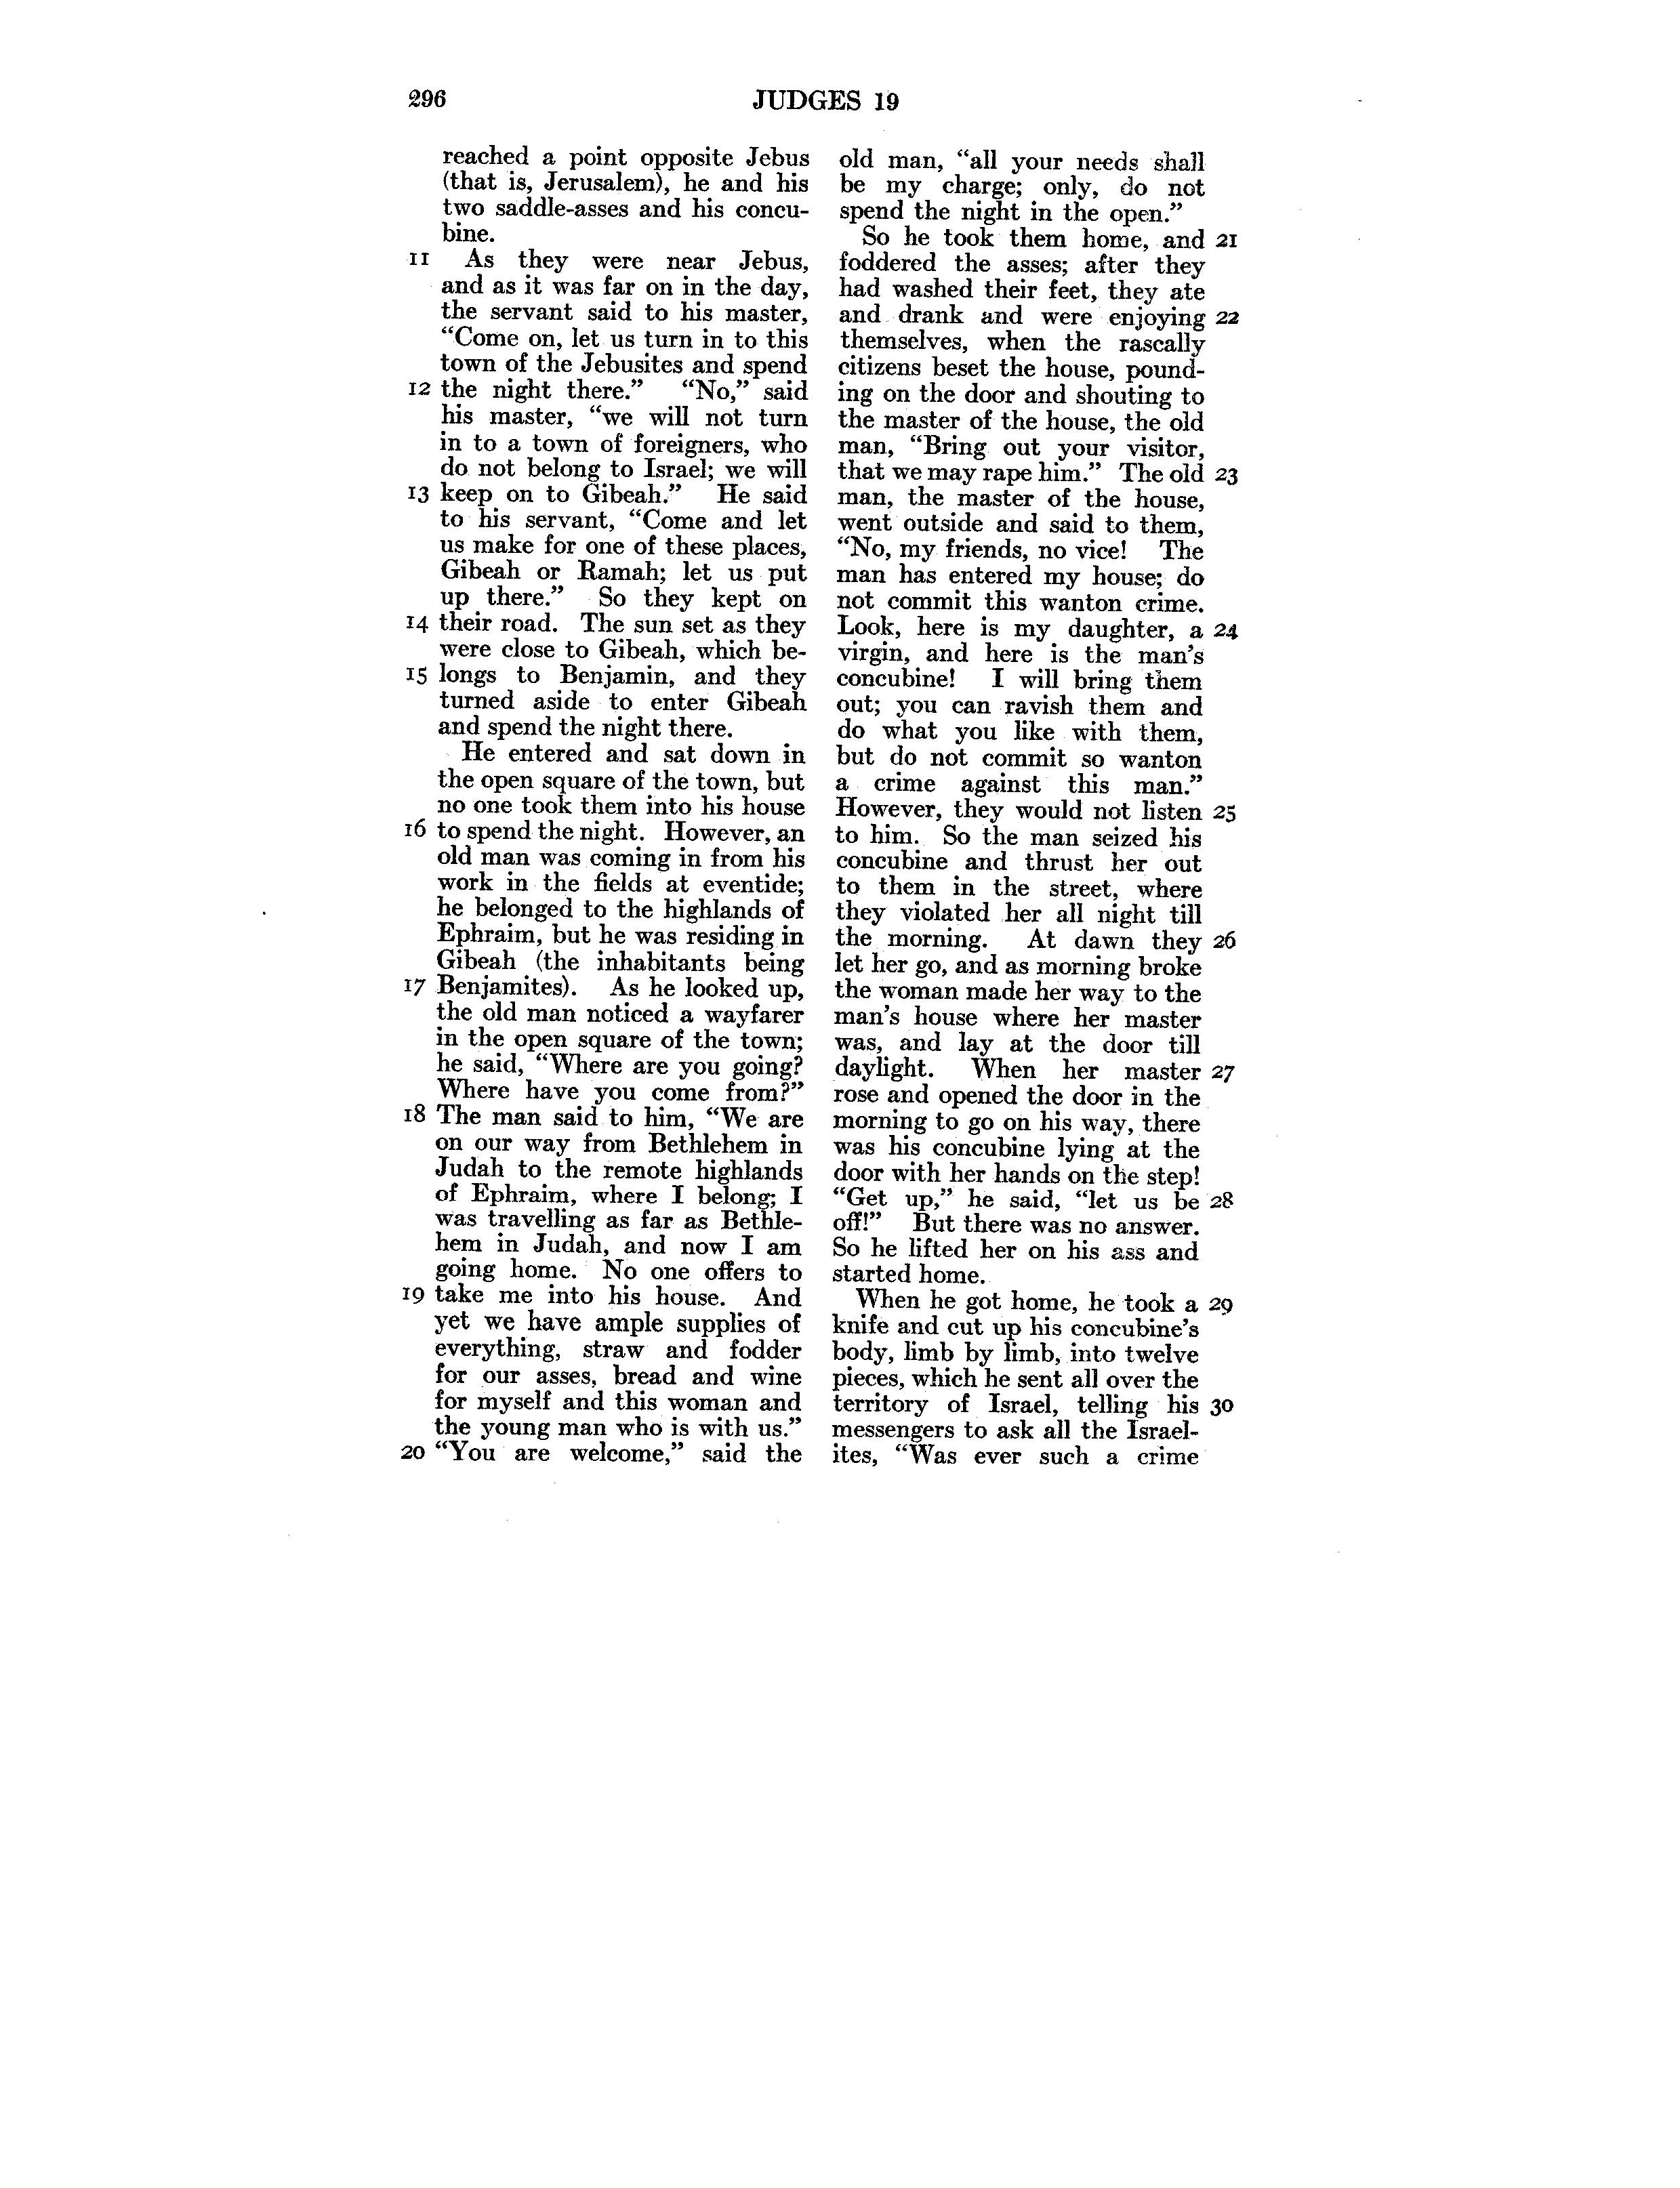 296
JUDGES 19
reached a point opposite Jebus
(that is, Jerusalem), he and his
two saddle-asses and his concu-
bine.
11 As they were near Jebus,
and as it was far on in the day,
the servant said to his master,
“Come on, let us turn in to this
town of the Jebusites and spend
12 the night there.” “No,” said
his master, “we will not turn
in to a town of foreigners, who
do not belong to Israel; we will
13 keep on to Gibeah.” He said
to his servant, “Come and let
us make for one of these places,
Gibeah or Ramah; let us put
up there.” So they kept on
14 their road. The sun set as they
were close to Gibeah, which be-
15 longs to Benjamin, and they
turned aside to enter Gibeah
and spend the night there.
He entered and sat down in
the open square of the town, but
no one took them into his house
16 to spend the night. However, an
old man was coming in from his
work in the fields at eventide;
he belonged to the highlands of
Ephraim, but he was residing in
Gibeah (the inhabitants being
17 Benjamites). As he looked up,
the old man noticed a wayfarer
in the open square of the town;
he said, “Where are you going?
Where have you come from?”
18 The man said to him, “We are
on our way from Bethlehem in
Judah to the remote highlands
of Ephraim, where I belong; I
was travelling as far as Bethle-
hem in Judah, and now I am
going home. No one offers to
19 take me into his house. And
yet we have ample supplies of
everything, straw and fodder
for our asses, bread and wine
for myself and this woman and
the young man who is with us.”
20 “You are welcome,” said the
old man, “all your needs shall
be my charge; only, do not
spend the night in the open.”
So he took them home, and 21
foddered the asses; after they
had washed their feet, they ate
and drank and were enjoying 22
themselves, when the rascally
citizens beset the house, pound-
ing on the door and shouting to
the master of the house, the old
man, “Bring out your visitor,
that we may rape him.” The old 23
man, the master of the house,
went outside and said to them,
“No, my friends, no vice! The
man has entered my house; do
not commit this wanton crime.
Look, here is my daughter, a 24
virgin, and here is the man’s
concubine! I will bring them
out; you can ravish them and
do what you like with them,
but do not commit so wanton
a crime against this man.”
However, they would not listen 25
to him. So the man seized his
concubine and thrust her out
to them in the street, where
they violated her all night till
the morning. At dawn they 26
let her go, and as morning broke
the woman made her way to the
man’s house where her master
was, and lay at the door till
daylight. When her master 27
rose and opened the door in the
morning to go on his way, there
was his concubine lying at the
door with her hands on the step!
“Get up,” he said, “let us be 28
off!” But there was no answer.
So he lifted her on his ass and
started home.
When he got home, he took a 29
knife and cut up his concubine’s
body, limb by limb, into twelve
pieces, which he sent all over the
territory of Israel, telling his 30
messengers to ask all the Israel-
ites, “Was ever such a crime